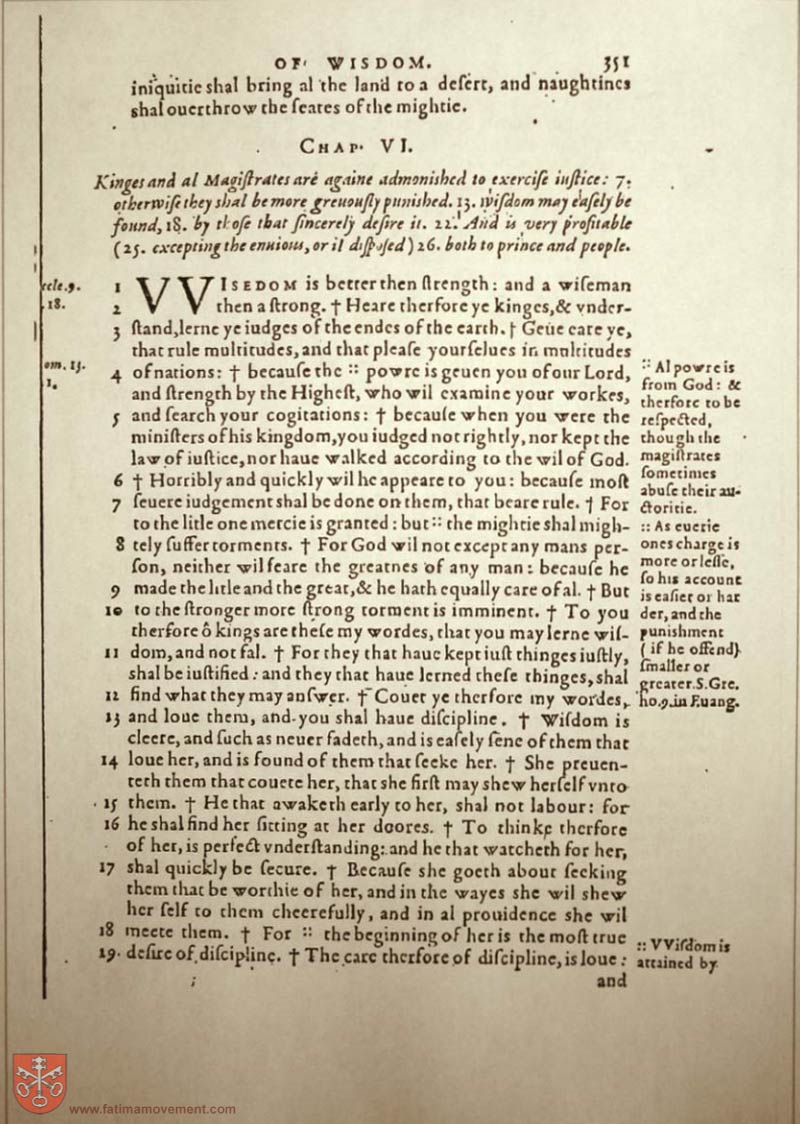 OF WISDOM. 351
iniquitie shal bring al the land to a deſert, and naughtines
shal ouerthrow the ſeates of the mightie.
CHAP. VI.
Kinges and al Magiſtrates are againe admonished to exerciſe iuſtice: 7.
otherwiſe they shal be more greuouſly punished. 13. wiſdom may eaſely be
found, 18. by thoſe that ſincerely deſire it. 22. And is very profitable
(25. excepting the enuious, or il diſpoſed) 26. both to prince and people.
ecle. 9.
.18.
1 VVISEDOM is better then ſtrength: and a wiſeman
2 then a ſtrong. † Heare therfore ye kinges, & vnder-
3 ſtand, lerne ye iudges of the endes of the earth. † Geue eare ye,
that rule multitudes, and that pleaſe yourſelues in multitudes
om. 13.
1.
4 of nations: † becauſe the :: powre is geuen you of our Lord,
and ſtrength by the Higheſt, who wil examine your workes,
5 and ſearch your cogitations: † becauſe when you were the
miniſters of his kingdom, you iudged not rightly, nor kept the
law of iuſtice, nor haue walked according to the wil of God.
6 † Horribly and quickly wil he appeare to you: becauſe moſt
7 ſeuere iudgement shal be done on them, that beare rule. † For
to the litle one mercie is granted: but :: the mightie shal migh-
8 tely ſuffer torments. † For God wil not except any mans per-
ſon, neither wil feare the greatnes of any man: becauſe he
9 made the litle and the great, & he hath equally care of al. † But
10 to the ſtronger more ſtrong torment is imminent. † To you
therfore ô kings are theſe my wordes, that you may lerne wiſ-
11 dom, and not fal. † For they that haue kept iuſt thinges iuſtly,
shal be iuſtified: and they that haue lerned theſe thinges, shal
12 find what they may anſwer. † Couet ye therfore my wordes,
13 and loue them, and you shal haue diſcipline. † Wiſdom is
cleere, and ſuch as neuer fadeth, and is eaſely ſene of them that
14 loue her, and is found of them that ſeeke her. † She preuen-
teth them that couete her, that she firſt may shew herſelf vnto
15 them. † He that awaketh early to her, shal not labour: for
16 he shal find her ſitting at her doores. † To thinke therfore
of her, is perfect vnderſtanding: and he that watcheth for her,
17 shal quickly be ſecure. † Becauſe she goeth about ſeeking
them that be worthie of her, and in the wayes she wil shew
her ſelf to them cheerefully, and in al prouidence she wil
18 meete them. † For :: the beginning of her is the moſt true
19 deſire of diſcipline. † The care therfore of diſcipline, is loue:
and
:: Al powre is
from God: &
therfore to be
reſpected,
though the
magiſtrates
ſometimes
abuſe their au-
ctoritie.
:: As euerie
ones charge is
more or leſſe,
ſo his account
is eaſier or har
der, and the
punishment
(if he offend)
ſmaller or
greater. S. Gre.
ho. 9. in Euang.
:: VViſdom is
attained by
www.fatimamovement.com